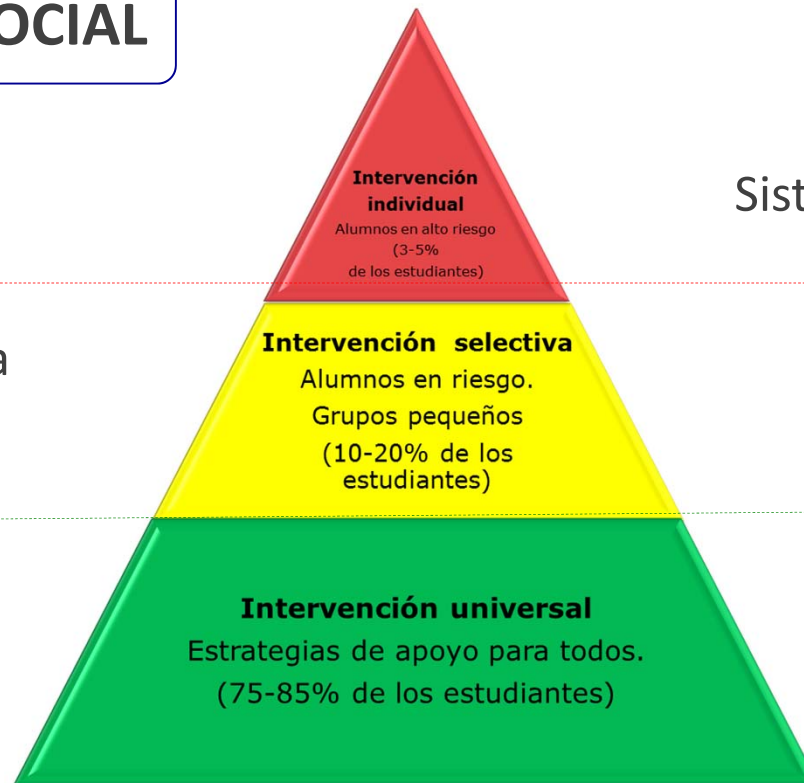 OCIAL
Intervención
individual
Alumnos en alto riesgo
(3-5%
de los estudiantes)
Sist
a
Intervención selectiva
Alumnos en riesgo.
Grupos pequeños
(10-20% de los
estudiantes)
Intervención universal
Estrategias de apoyo para todos.
(75-85% de los estudiantes)